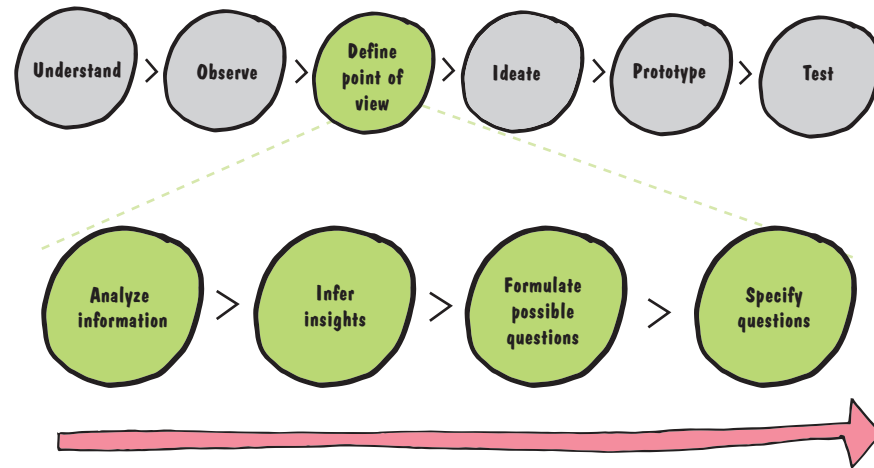 Understand > Observe > Define point of view > Ideate > Prototype > Test
Analyze information > Infer insights > Formulate possible questions > Specify questions